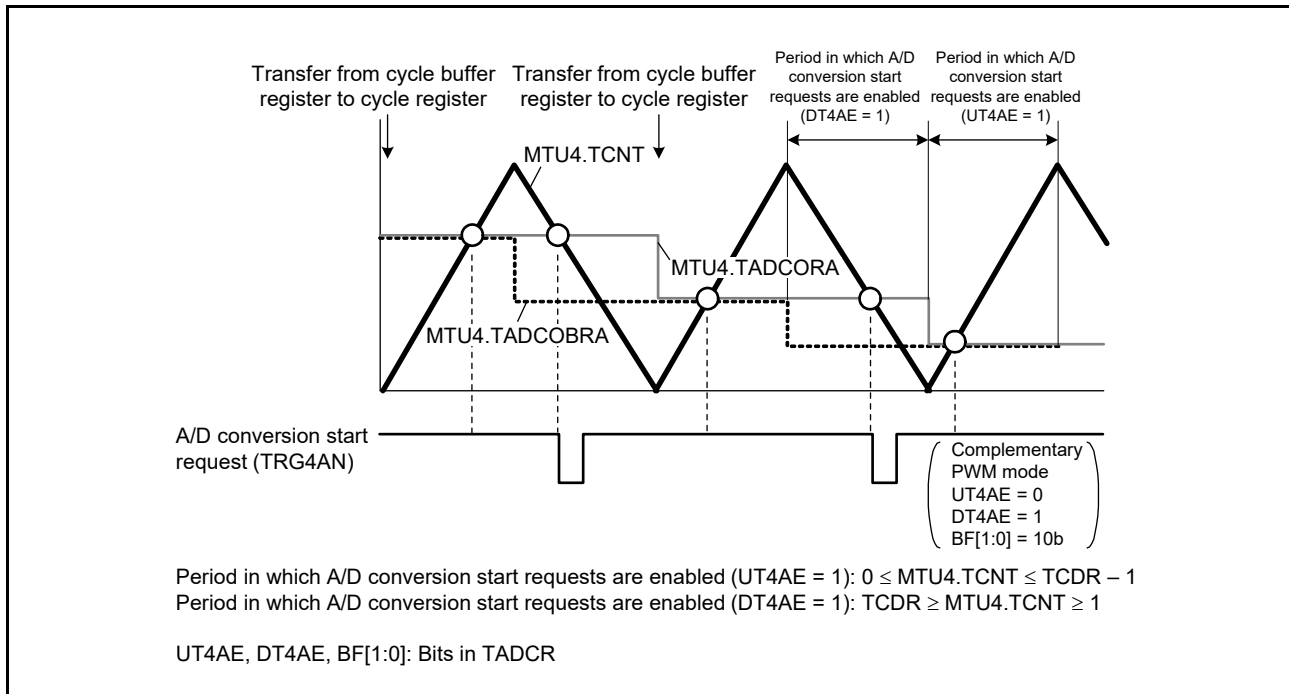 Transfer from cycle buffer
register to cycle register
Transfer from cycle buffer
register to cycle register
Period in which A/D
conversion start
requests are enabled
(DT4AE = 1)
Period in which A/D
conversion start
requests are enabled
(UT4AE = 1)
MTU4.TCNT
MTU4.TADCORA
MTU4.TADCOBRA
A/D conversion start
request (TRG4AN)
Complementary
PWM mode
UT4AE = 0
DT4AE = 1
BF[1:0] = 10b
Period in which A/D conversion start requests are enabled (UT4AE = 1): 0 ≤ MTU4.TCNT ≤ TCDR – 1
Period in which A/D conversion start requests are enabled (DT4AE = 1): TCDR ≥ MTU4.TCNT ≥ 1
UT4AE, DT4AE, BF[1:0]: Bits in TADCR